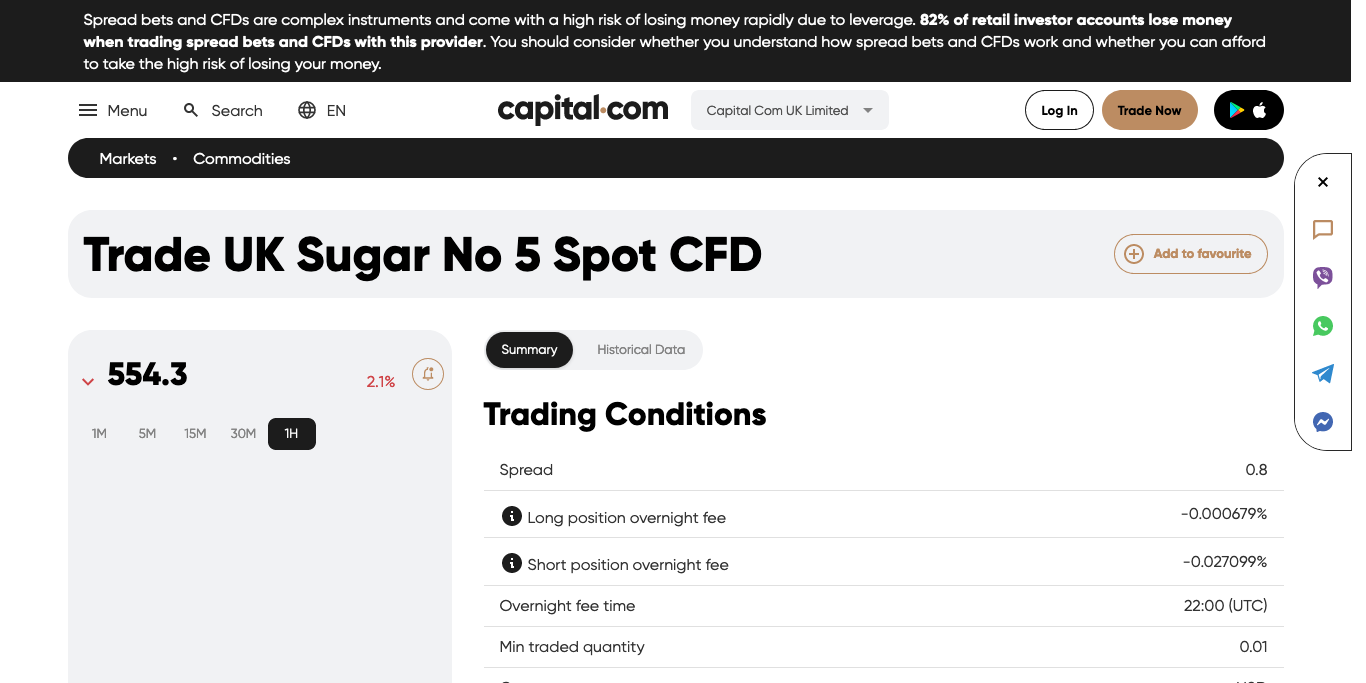 Spread bets and CFDs are complex instruments and come with a high risk of losing money rapidly due to leverage. 82% of retail investor accounts lose money
when trading spread bets and CFDs with this provider. You should consider whether you understand how spread bets and CFDs work and whether you can afford
to take the high risk of losing your money.
Menu Search EN capital.com Capital Com UK Limited Log In Trade Now
Markets • Commodities
Trade UK Sugar No 5 Spot CFD
Add to favourite
554.3 2.1%
1M 5M 15M 30M 1H
Summary Historical Data
Trading Conditions
Spread 0.8
Long position overnight fee -0.000679%
Short position overnight fee -0.027099%
Overnight fee time 22:00 (UTC)
Min traded quantity 0.01